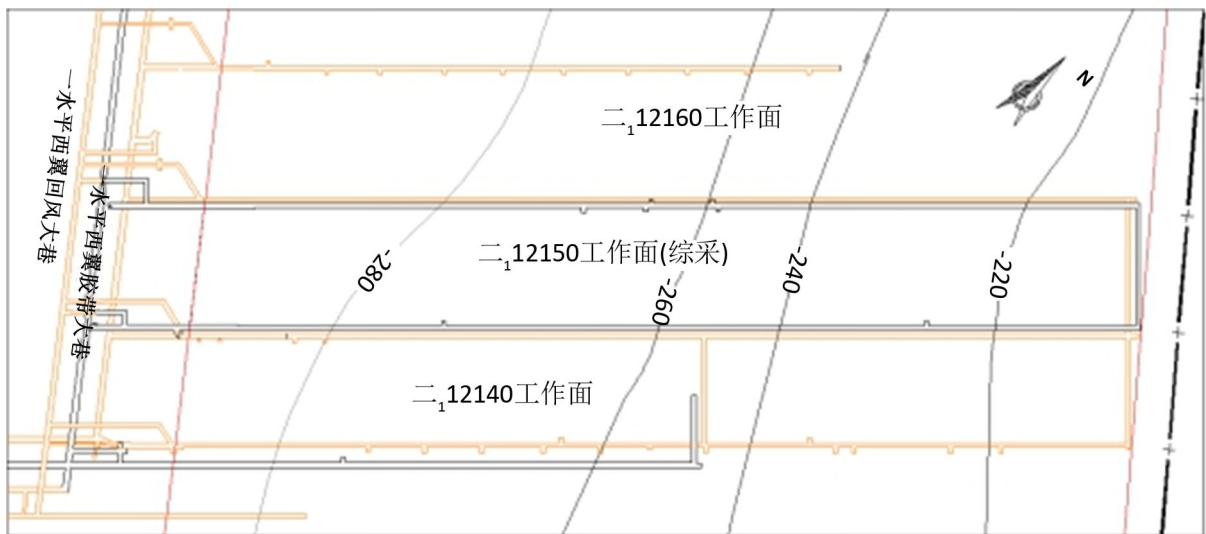 N
二₁12160工作面
一水平西翼回风大巷
一水平西翼胶带大巷
二₁12150工作面(综采)
-280
-260
-240
-220
二₁12140工作面